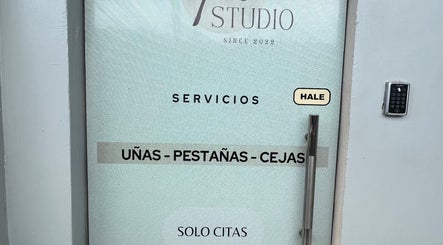 STUDIO
SINCE 2022
SERVICIOS
HALE
UÑAS - PESTAÑAS - CEJAS
SOLO CITAS